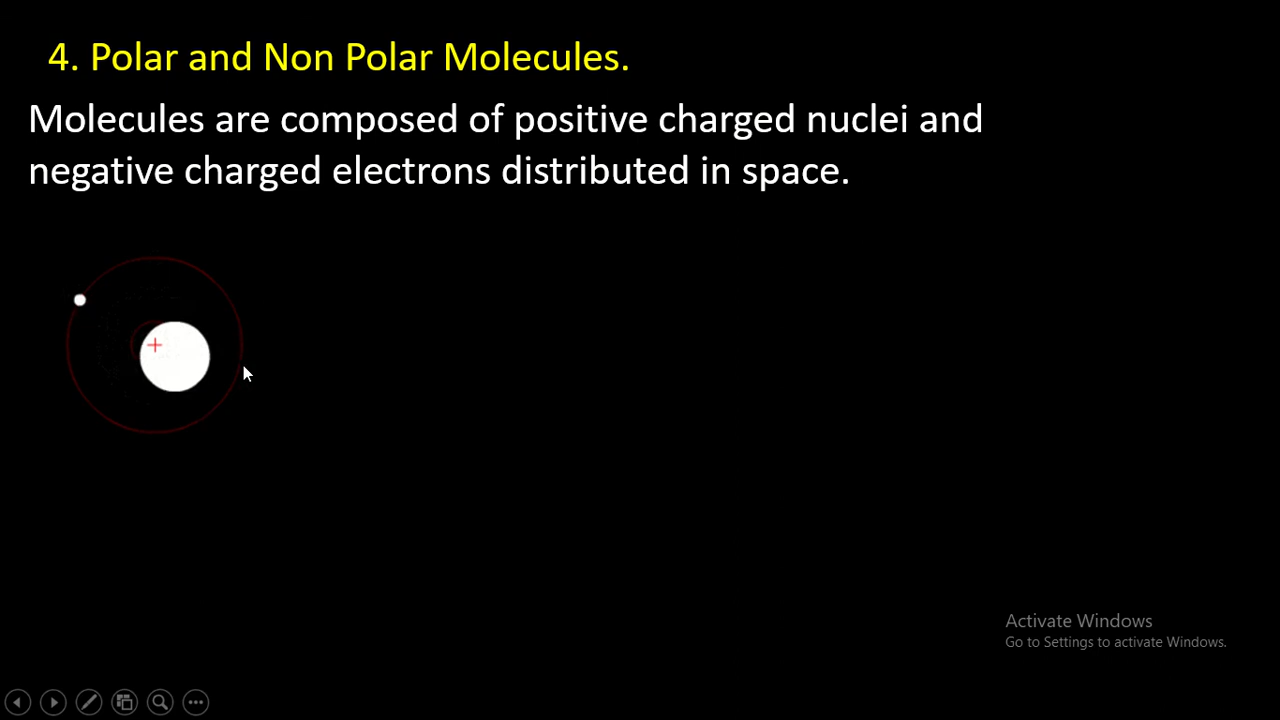 4. Polar and Non Polar Molecules.
Molecules are composed of positive charged nuclei and
negative charged electrons distributed in space.
+
Activate Windows
Go to Settings to activate Windows.